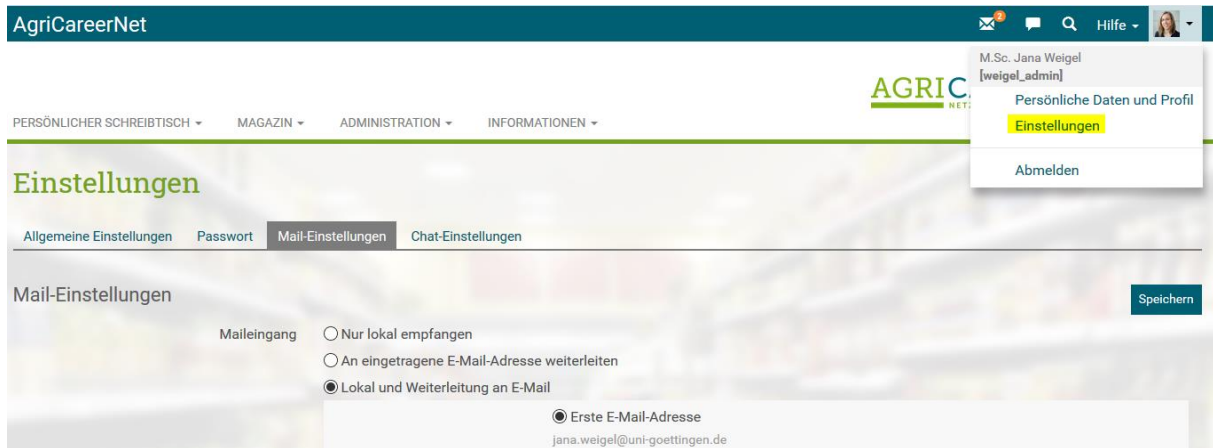 AgriCareerNet
2
Hilfe
M.Sc. Jana Weigel
[weigel_admin]
Persönliche Daten und Profil
Einstellungen
Abmelden
AGRIC
NETZ
PERSÖNLICHER SCHREIBTISCH MAGAZIN ADMINISTRATION INFORMATIONEN
Einstellungen
Allgemeine Einstellungen Passwort Mail-Einstellungen Chat-Einstellungen
Mail-Einstellungen
Speichern
Maileingang Nur lokal empfangen
An eingetragene E-Mail-Adresse weiterleiten
Lokal und Weiterleitung an E-Mail
Erste E-Mail-Adresse
jana.weigel@uni-goettingen.de